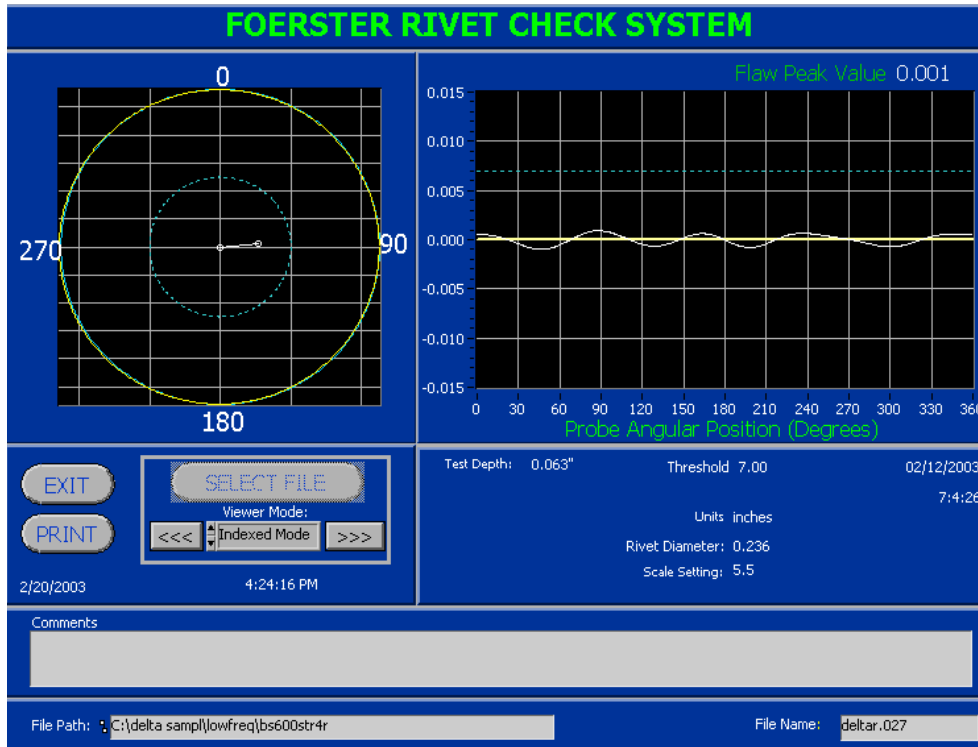 FOERSTER RIVET CHECK SYSTEM
0
270
90
180
Flaw Peak Value 0.001
0.015
0.010
0.005
0.000
-0.005
-0.010
-0.015
0 30 60 90 120 150 180 210 240 270 300 330 360
Probe Angular Position (Degrees)
EXIT
PRINT
SELECT FILE
Viewer Mode:
<<< Indexed Mode >>>
2/20/2003 4:24:16 PM
Test Depth: 0.063" Threshold 7.00 02/12/2003
7:4:26
Units inches
Rivet Diameter: 0.236
Scale Setting: 5.5
Comments
File Path: C:\delta sampl\lowfreq\bs600str4r File Name: deltar.027